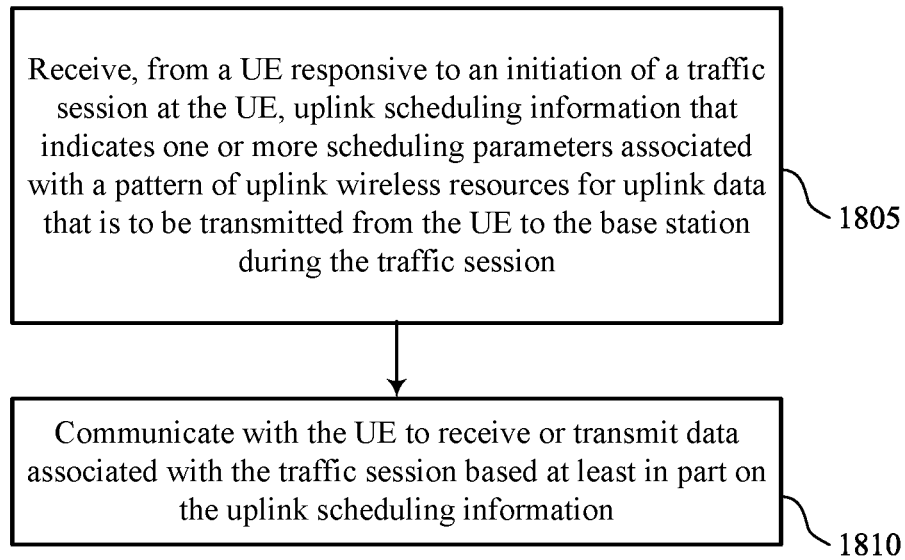 Receive, from a UE responsive to an initiation of a traffic
session at the UE, uplink scheduling information that
indicates one or more scheduling parameters associated
with a pattern of uplink wireless resources for uplink data
that is to be transmitted from the UE to the base station
during the traffic session
1805
Communicate with the UE to receive or transmit data
associated with the traffic session based at least in part on
the uplink scheduling information
1810